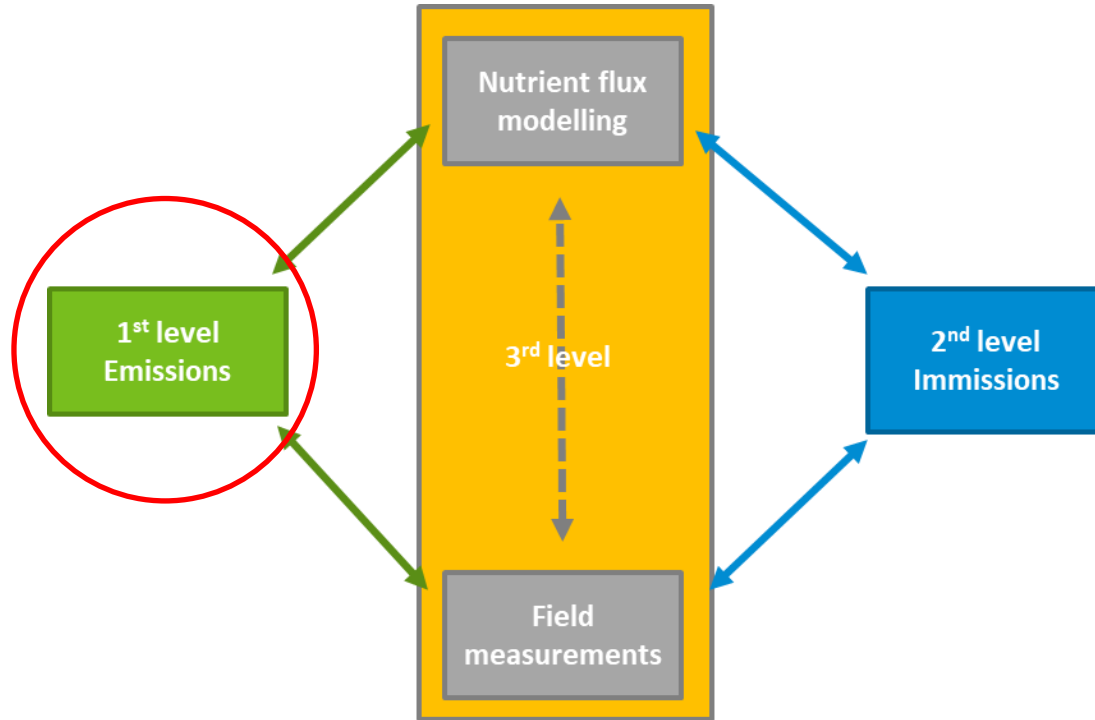 Nutrient flux
modelling
1st level
Emissions
3rd level
2nd level
Immissions
Field
measurements